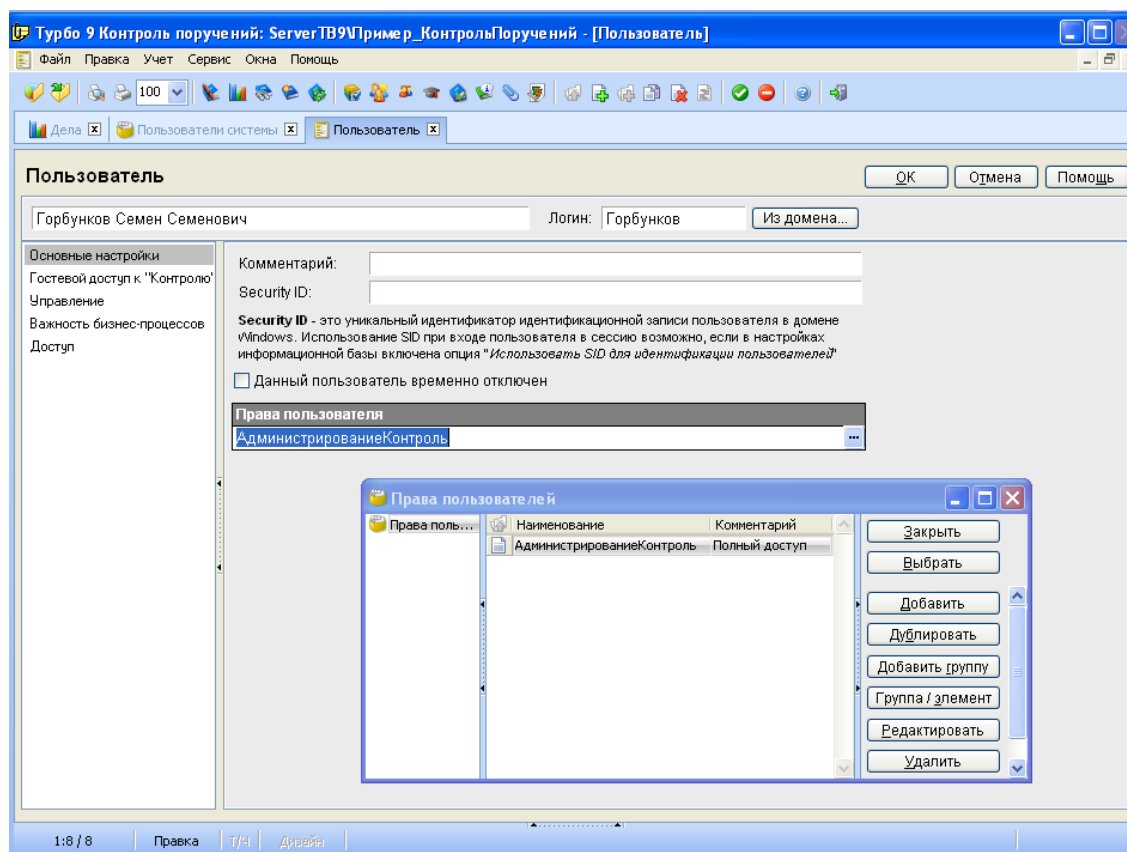 Турбо 9 Контроль поручений: ServerTB9\Пример_КонтрольПоручений - [Пользователь]
Файл Правка Учет Сервис Окна Помощь
100
Дела Пользователи системы Пользователь
Пользователь
ОК Отмена Помощь
Горбунков Семен Семенович Логин: Горбунков Из домена...
Основные настройки
Гостевой доступ к "Контролю"
Управление
Важность бизнес-процессов
Доступ
Комментарий:
Security ID:
Security ID - это уникальный идентификатор идентификационной записи пользователя в домене
Windows. Использование SID при входе пользователя в сессию возможно, если в настройках
информационной базы включена опция "Использовать SID для идентификации пользователей"
Данный пользователь временно отключен
Права пользователя
АдминистрированиеКонтроль ...
Права пользователей
Права поль... Наименование Комментарий
АдминистрированиеКонтроль Полный доступ
Закрыть
Выбрать
Добавить
Дублировать
Добавить группу
Группа / элемент
Редактировать
Удалить
1:8 / 8 Правка Т/Ч Дизайн